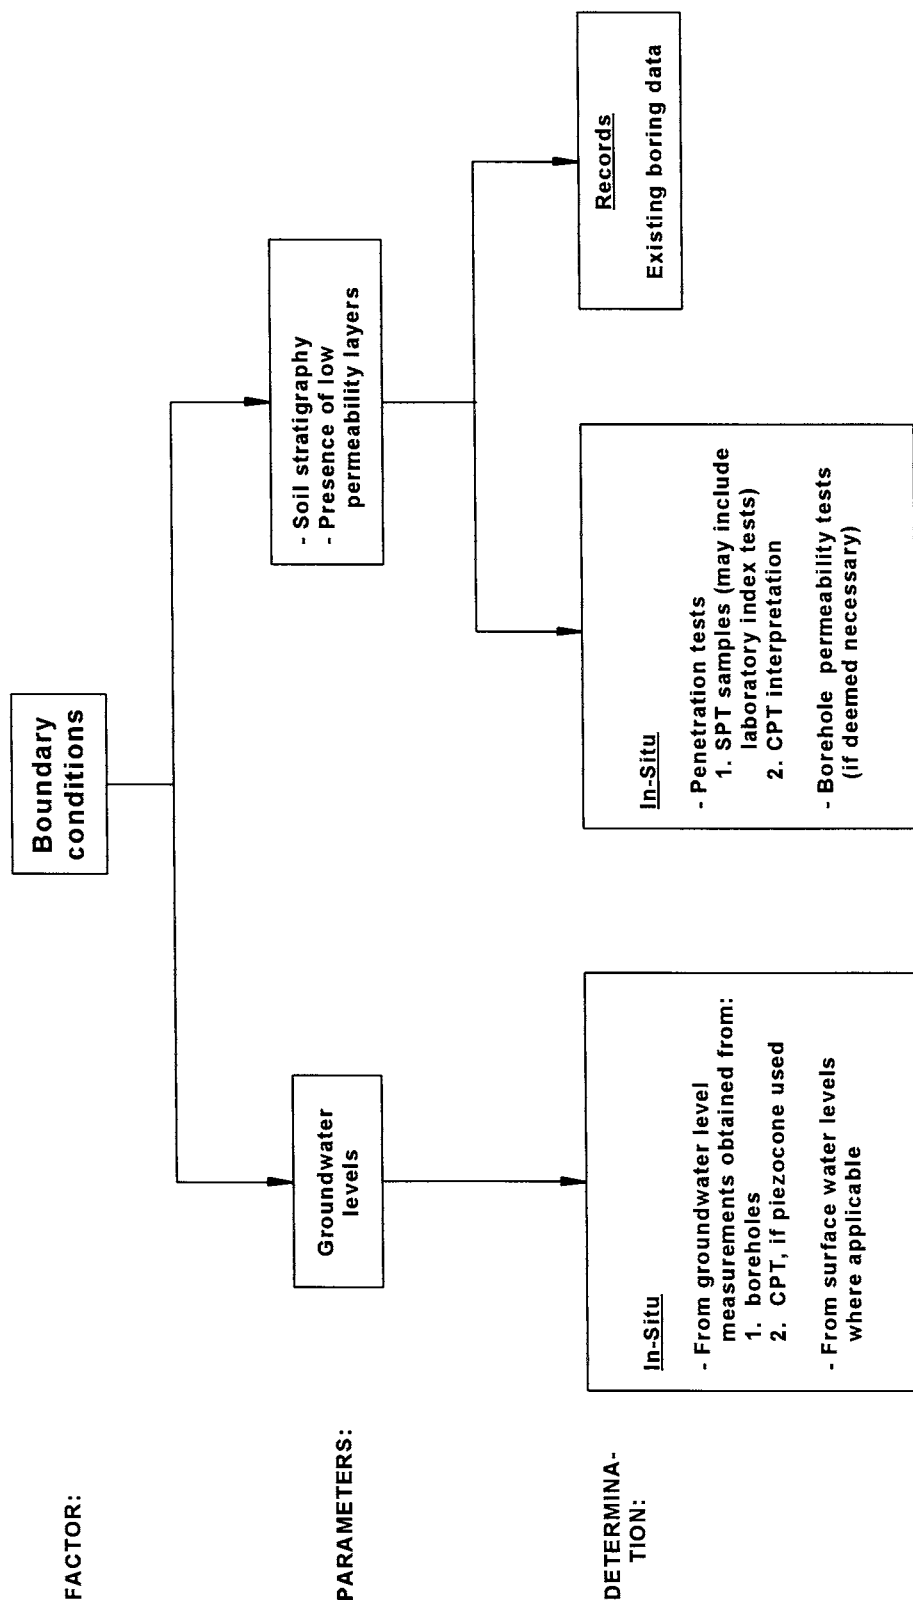 FACTOR:
Boundary
conditions
PARAMETERS:
Groundwater
levels
- Soil stratigraphy
- Presence of low
permeability layers
DETERMINA-
TION:
In-Situ
- From groundwater level
measurements obtained from:
1. boreholes
2. CPT, if piezocone used
- From surface water levels
where applicable
In-Situ
- Penetration tests
1. SPT samples (may include
laboratory index tests)
2. CPT interpretation
- Borehole permeability tests
(if deemed necessary)
Records
Existing boring data